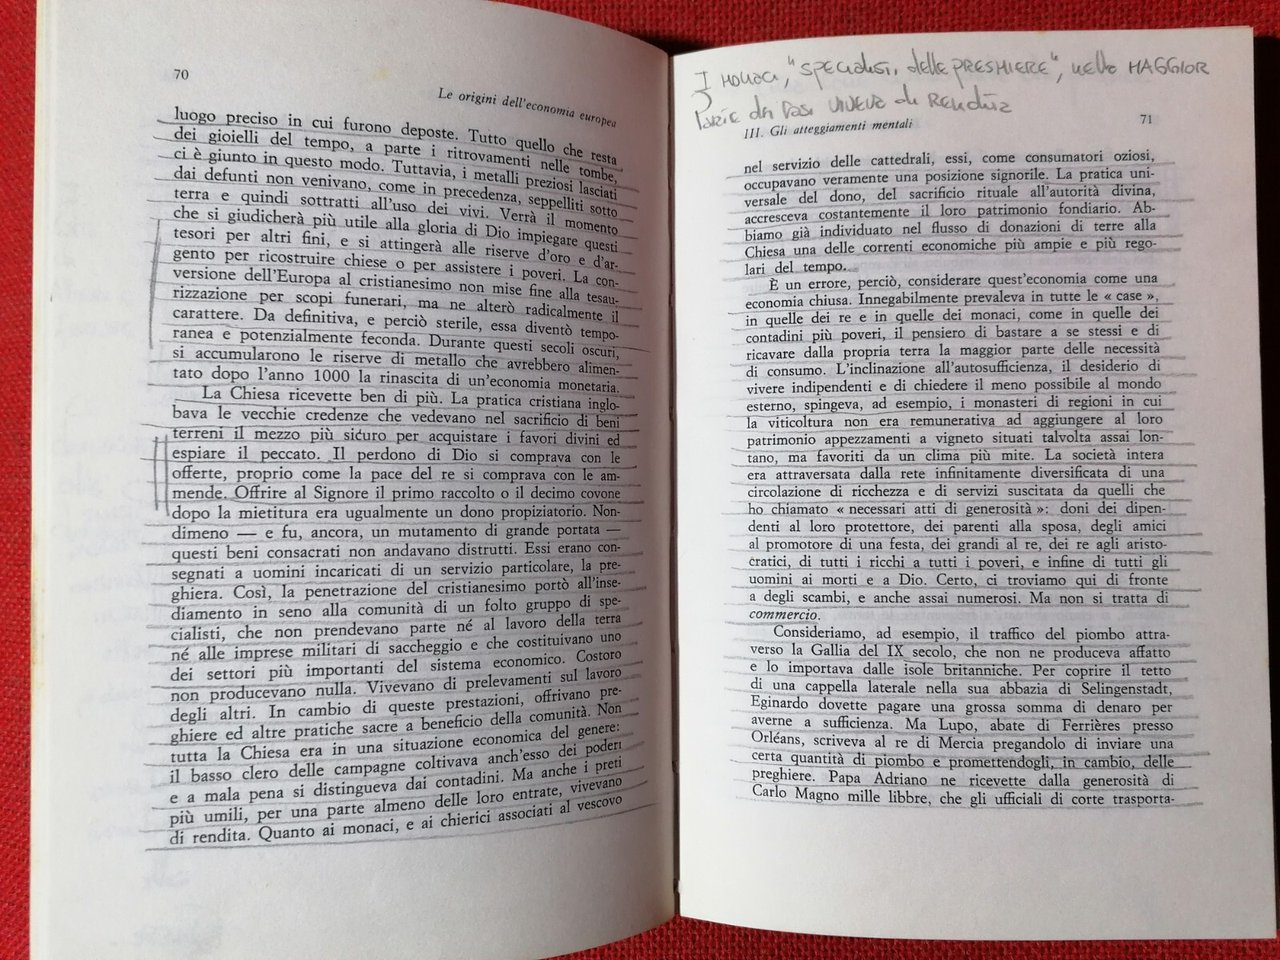 70
Le origini dell'economia europea
luogo preciso in cui furono deposte. Tutto quello che resta
dei gioielli del tempo, a parte i ritrovamenti nelle tombe,
ci è giunto in questo modo. Tuttavia, i metalli preziosi lasciati
dai defunti non venivano, come in precedenza, seppelliti sotto
terra e quindi sottratti all'uso dei vivi. Verrà il momento
che si giudicherà più utile alla gloria di Dio impiegare questi
tesori per altri fini, e si attingerà alle riserve d'oro e d'ar-
gento per ricostruire chiese o per assistere i poveri. La con-
versione dell'Europa al cristianesimo non mise fine alla tesau-
rizzazione per scopi funerari, ma ne alterò radicalmente il
carattere. Da definitiva, e perciò sterile, essa diventò tempo-
ranea e potenzialmente feconda. Durante questi secoli oscuri,
si accumularono le riserve di metallo che avrebbero alimen-
tato dopo l'anno 1000 la rinascita di un'economia monetaria.
La Chiesa ricevette ben di più. La pratica cristiana inglo-
bava le vecchie credenze che vedevano nel sacrificio di beni
terreni il mezzo più sicuro per acquistare i favori divini ed
espiare il peccato. Il perdono di Dio si comprava con le
offerte, proprio come la pace del re si comprava con le am-
mende. Offrire al Signore il primo raccolto o il decimo covone
dopo la mietitura era ugualmente un dono propiziatorio. Non-
dimeno — e fu, ancora, un mutamento di grande portata —
questi beni consacrati non andavano distrutti. Essi erano con-
segnati a uomini incaricati di un servizio particolare, la pre-
ghiera. Così, la penetrazione del cristianesimo portò all'inse-
diamento in seno alla comunità di un folto gruppo di spe-
cialisti, che non prendevano parte né al lavoro della terra
né alle imprese militari di saccheggio e che costituivano uno
dei settori più importanti del sistema economico. Costoro
non producevano nulla. Vivevano di prelevamenti sul lavoro
degli altri. In cambio di queste prestazioni, offrivano pre-
ghiere ed altre pratiche sacre a beneficio della comunità. Non
tutta la Chiesa era in una situazione economica del genere:
il basso clero delle campagne coltivava anch'esso dei poderi
e a mala pena si distingueva dai contadini. Ma anche i preti
più umili, per una parte almeno delle loro entrate, vivevano
di rendita. Quanto ai monaci, e ai chierici associati al vescovo
I monaci, "SPECIALISTI delle PREGHIERE", nella MAGGIOR
parte dei casi VIVEVA di RENDITA
III. Gli atteggiamenti mentali
71
nel servizio delle cattedrali, essi, come consumatori oziosi,
occupavano veramente una posizione signorile. La pratica uni-
versale del dono, del sacrificio rituale all'autorità divina,
accresceva costantemente il loro patrimonio fondiario. Ab-
biamo già individuato nel flusso di donazioni di terre alla
Chiesa una delle correnti economiche più ampie e più rego-
lari del tempo.
È un errore, perciò, considerare quest'economia come una
economia chiusa. Innegabilmente prevaleva in tutte le « case »,
in quelle dei re e in quelle dei monaci, come in quelle dei
contadini più poveri, il pensiero di bastare a se stessi e di
ricavare dalla propria terra la maggior parte delle necessità
di consumo. L'inclinazione all'autosufficienza, il desiderio di
vivere indipendenti e di chiedere il meno possibile al mondo
esterno, spingeva, ad esempio, i monasteri di regioni in cui
la viticoltura non era remunerativa ad aggiungere al loro
patrimonio appezzamenti a vigneto situati talvolta assai lon-
tano, ma favoriti da un clima più mite. La società intera
era attraversata dalla rete infinitamente diversificata di una
circolazione di ricchezza e di servizi suscitata da quelli che
ho chiamato « necessari atti di generosità »: doni dei dipen-
denti al loro protettore, dei parenti alla sposa, degli amici
al promotore di una festa, dei grandi al re, dei re agli aristo-
cratici, di tutti i ricchi a tutti i poveri, e infine di tutti gli
uomini ai morti e a Dio. Certo, ci troviamo qui di fronte
a degli scambi, e anche assai numerosi. Ma non si tratta di
commercio.
Consideriamo, ad esempio, il traffico del piombo attra-
verso la Gallia del IX secolo, che non ne produceva affatto
e lo importava dalle isole britanniche. Per coprire il tetto
di una cappella laterale nella sua abbazia di Selingenstadt,
Eginardo dovette pagare una grossa somma di denaro per
averne a sufficienza. Ma Lupo, abate di Ferrières presso
Orléans, scriveva al re di Mercia pregandolo di inviare una
certa quantità di piombo e promettendogli, in cambio, delle
preghiere. Papa Adriano ne ricevette dalla generosità di
Carlo Magno mille libbre, che gli ufficiali di corte trasporta-